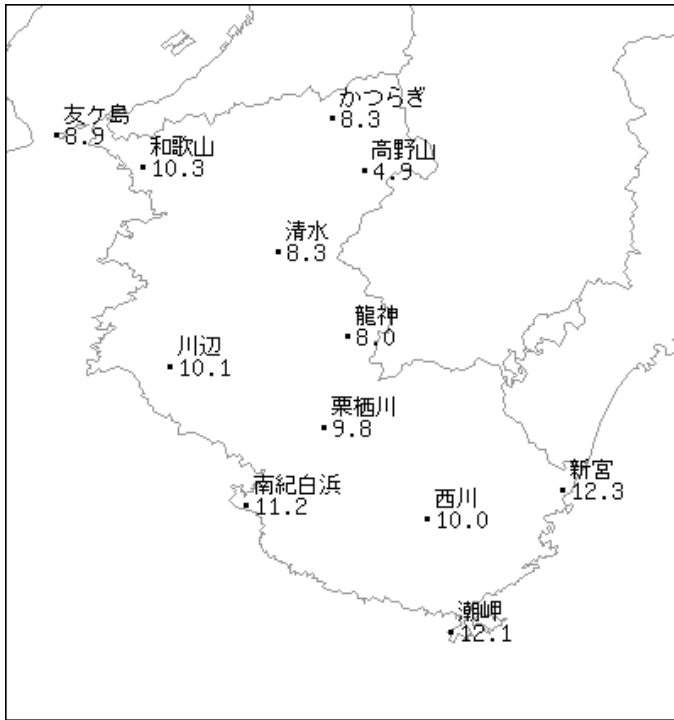 かつらぎ
8.3
友ケ島
8.9
和歌山
10.3
高野山
4.9
清水
8.3
龍神
8.0
川辺
10.1
栗栖川
9.8
新宮
12.3
南紀白浜
11.2
西川
10.0
潮岬
12.1